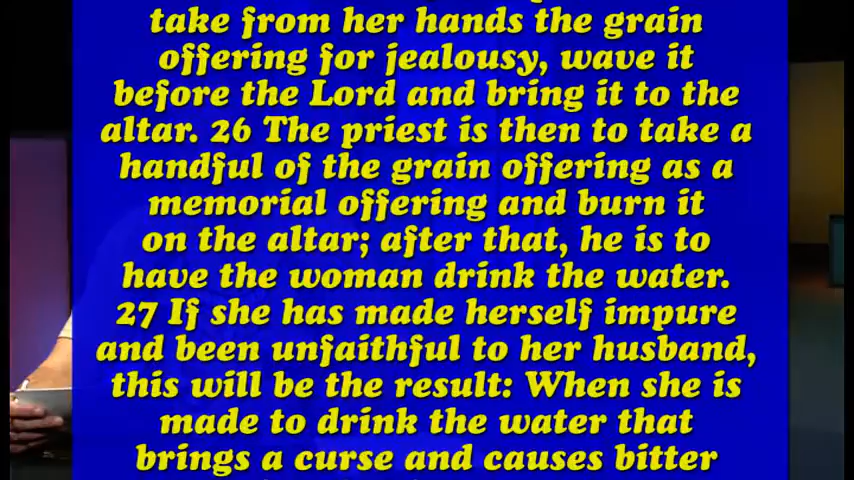 take from her hands the grain
offering for jealousy, wave it
before the Lord and bring it to the
altar. 26 The priest is then to take a
handful of the grain offering as a
memorial offering and burn it
on the altar; after that, he is to
have the woman drink the water.
27 If she has made herself impure
and been unfaithful to her husband,
this will be the result: When she is
made to drink the water that
brings a curse and causes bitter